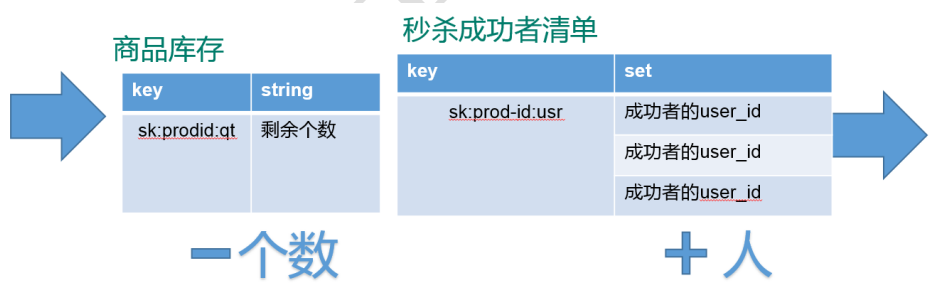 商品库存
key string
sk:prodid:qt 剩余个数
秒杀成功者清单
key set
sk:prod-id:usr 成功者的user_id
成功者的user_id
成功者的user_id
－个数
＋人